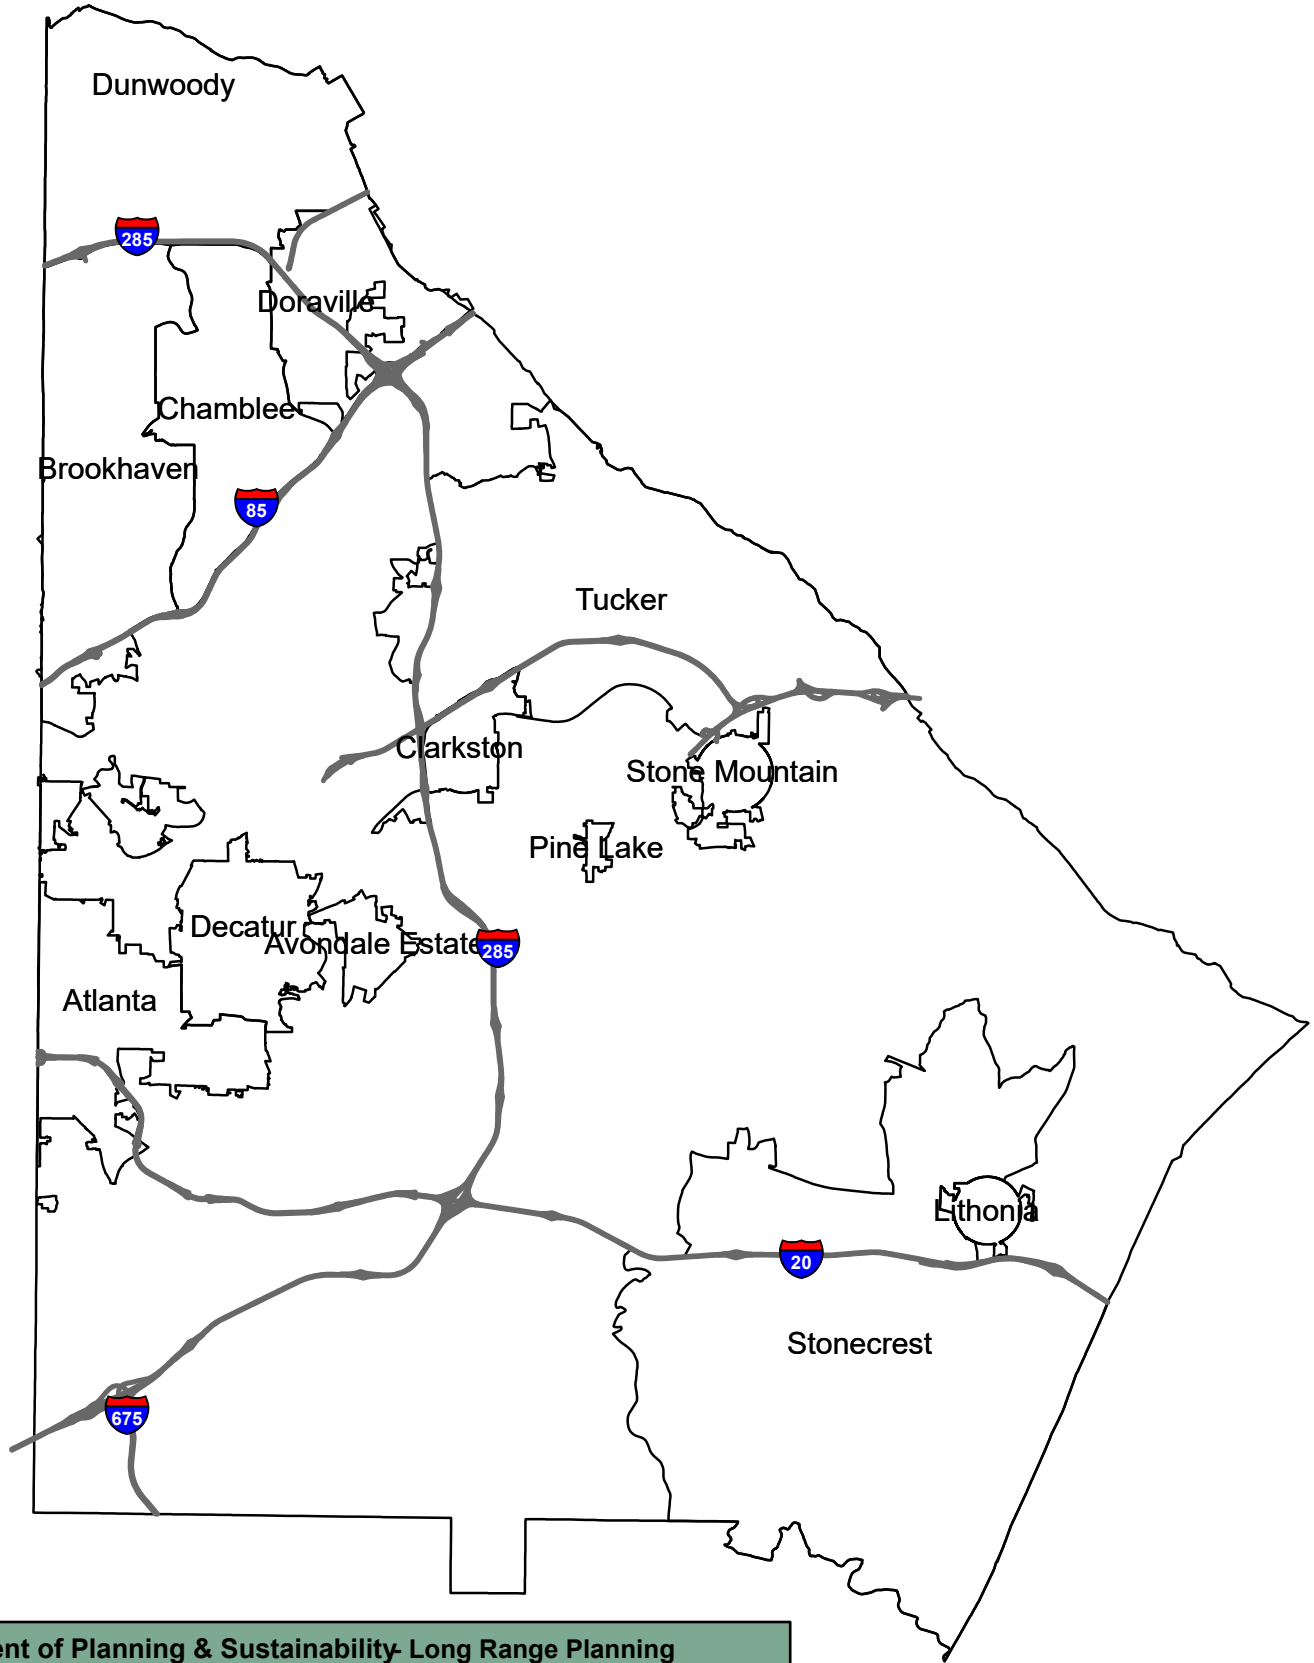 Dunwoody
285
Doraville
Chamblee
Brookhaven
85
Tucker
Clarkston
Stone Mountain
Pine Lake
Decatur
Avondale Estate
285
Atlanta
Lithonia
20
Stonecrest
675
ent of Planning & Sustainability- Long Range Planning